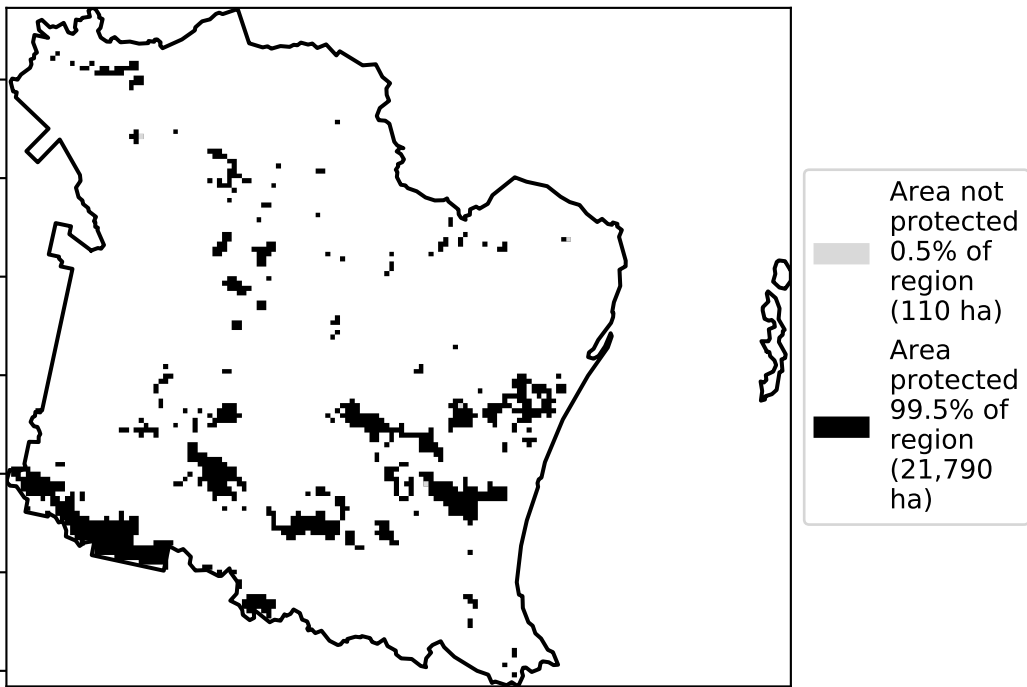 Area not
protected
0.5% of
region
(110 ha)
Area
protected
99.5% of
region
(21,790
ha)